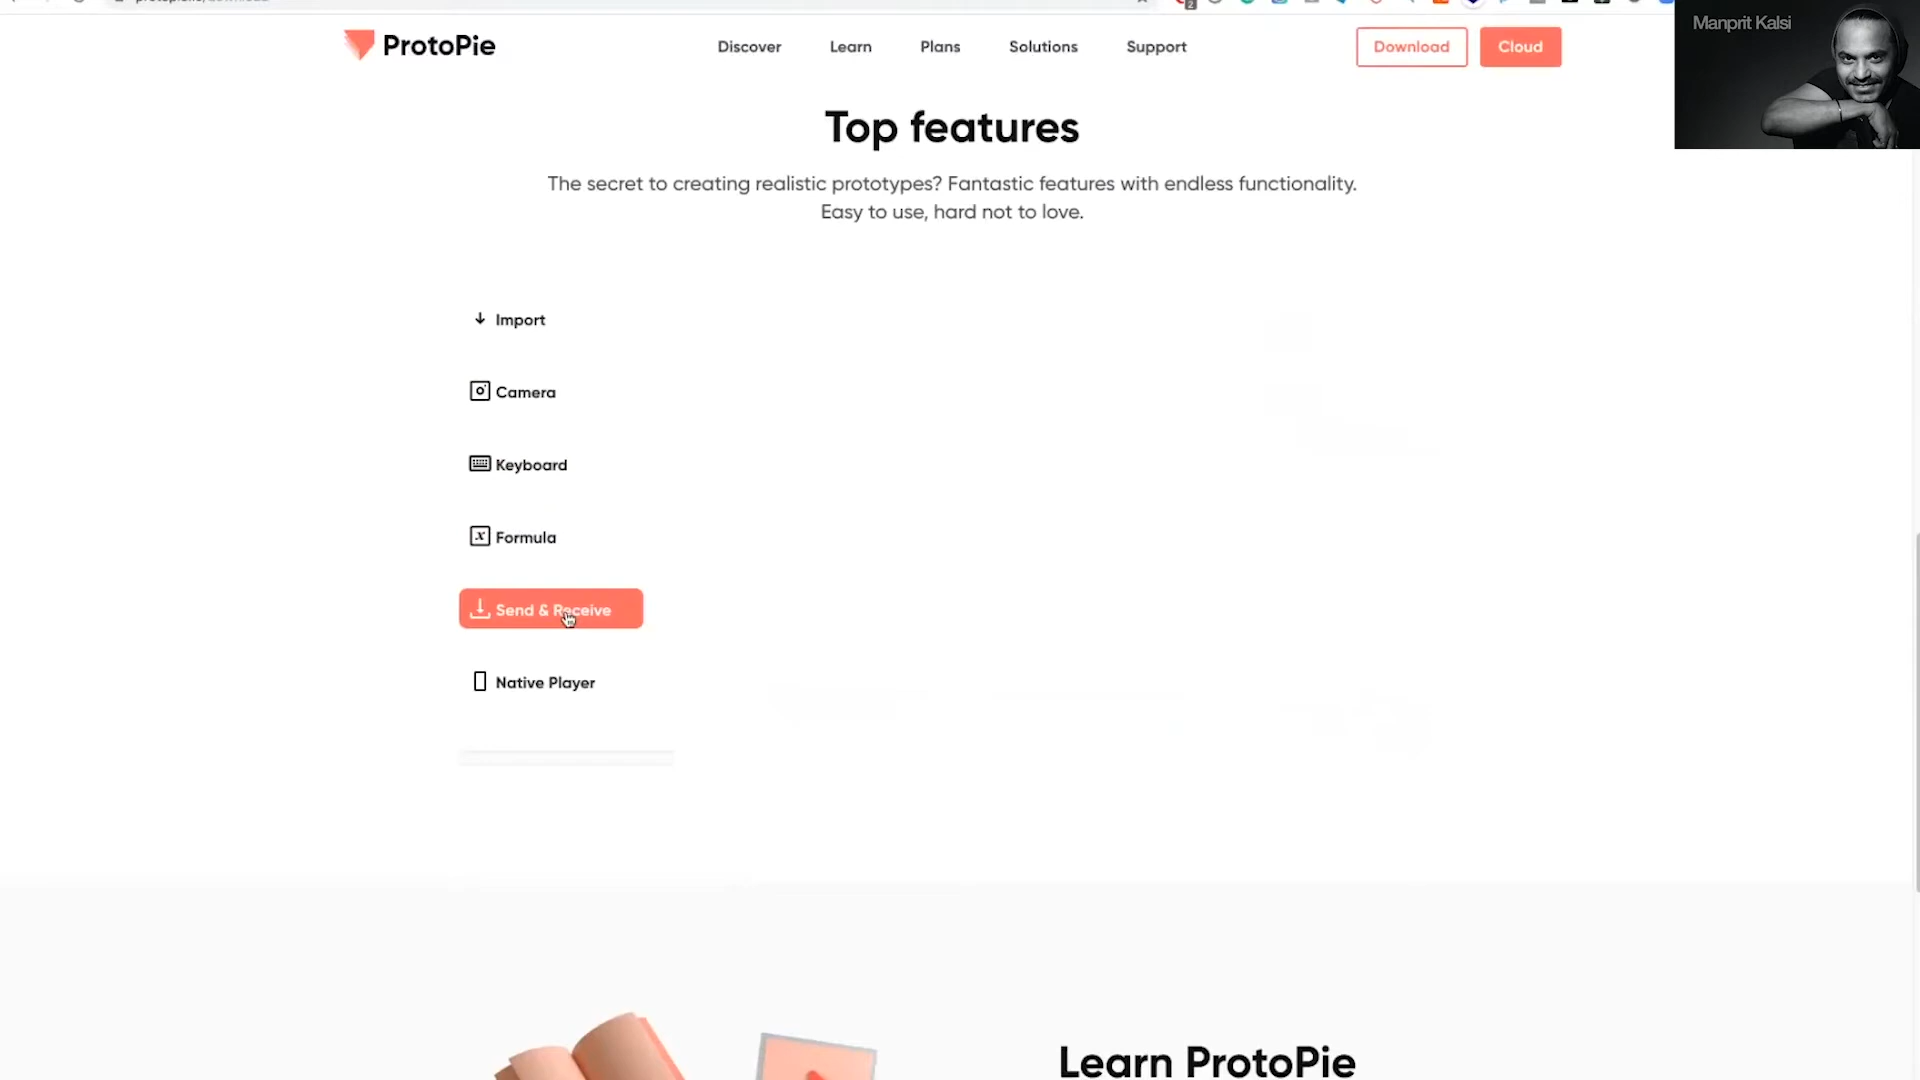 Manprit Kalsi
ProtoPie
Discover
Learn
Plans
Solutions
Support
Download
Cloud
2
Top features
The secret to creating realistic prototypes? Fantastic features with endless functionality.
Easy to use, hard not to love.
Import
Camera
Keyboard
Formula
Send & Receive
Native Player
Learn ProtoPie